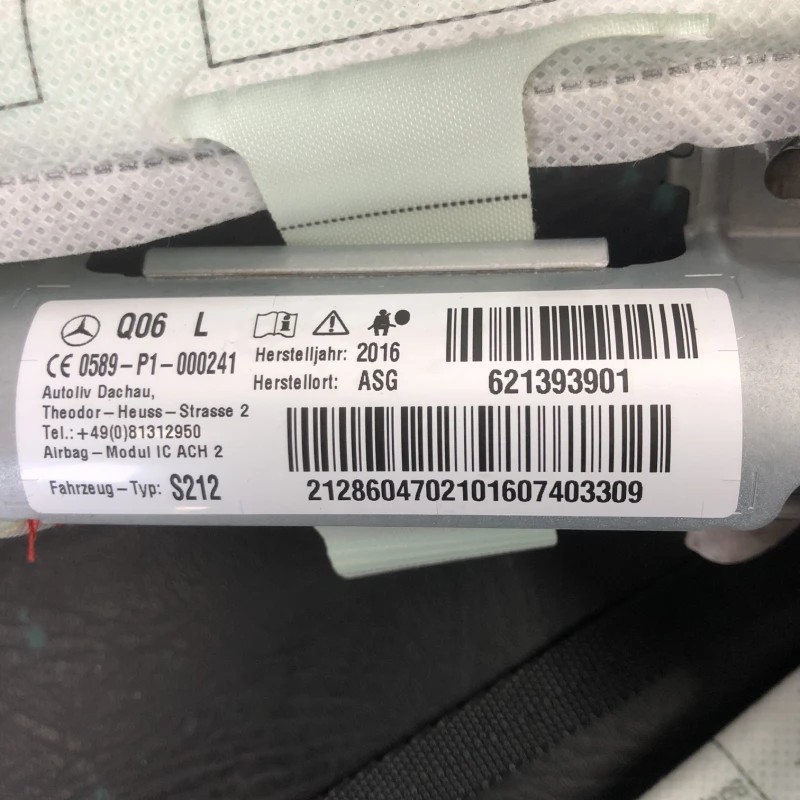 Q06 L
CE 0589-P1-000241
Autoliv Dachau,
Theodor-Heuss-Strasse 2
Tel.:+49(0)81312950
Airbag-Modul IC ACH 2
Fahrzeug-Typ: S212
Herstelljahr: 2016
Herstellort: ASG
621393901
2128604702101607403309